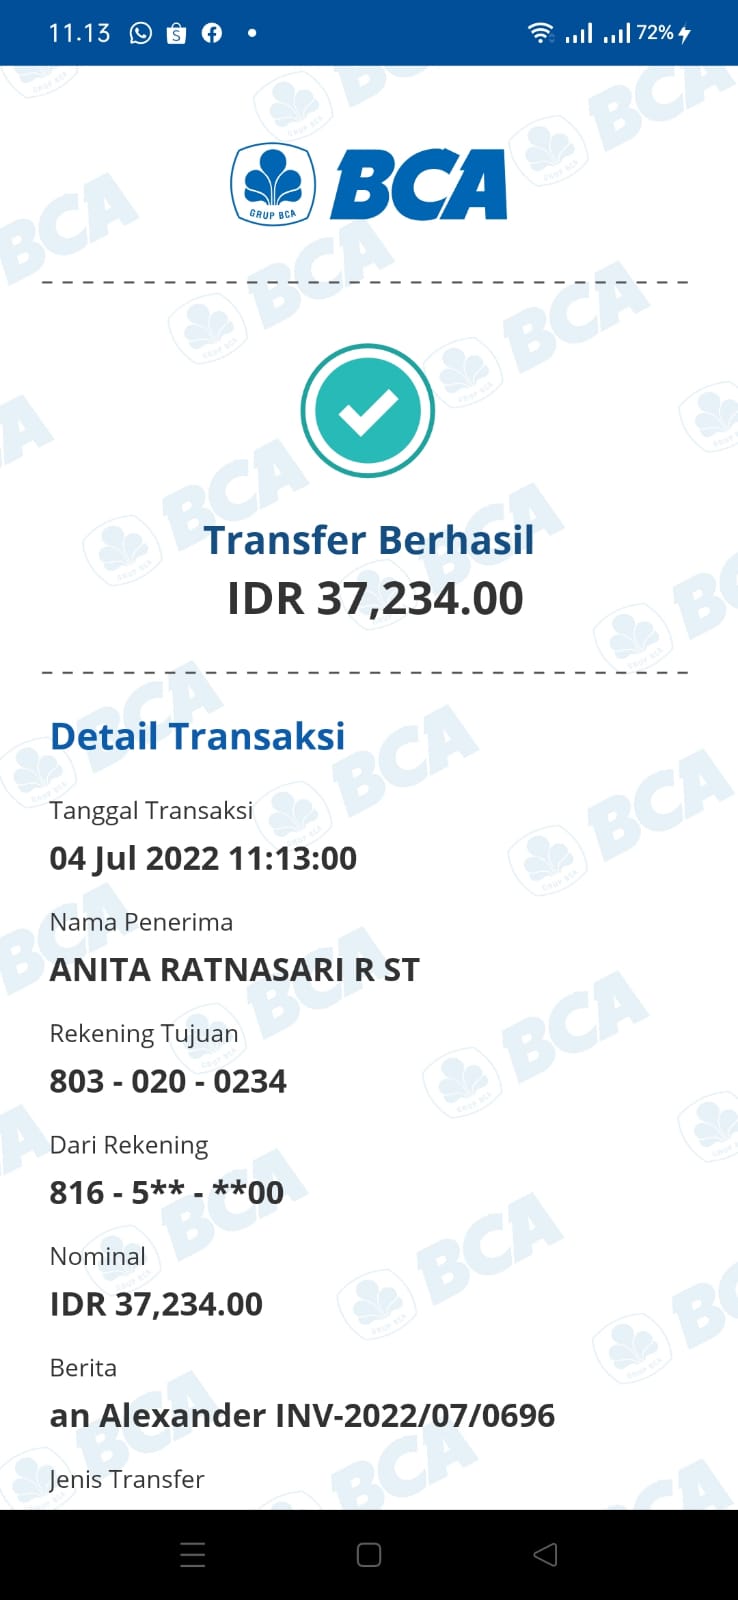 11.13
72%
GRUP BCA
BCA
Transfer Berhasil
IDR 37,234.00
Detail Transaksi
Tanggal Transaksi
04 Jul 2022 11:13:00
Nama Penerima
ANITA RATNASARI R ST
Rekening Tujuan
803 - 020 - 0234
Dari Rekening
816 - 5** - **00
Nominal
IDR 37,234.00
Berita
an Alexander INV-2022/07/0696
Jenis Transfer